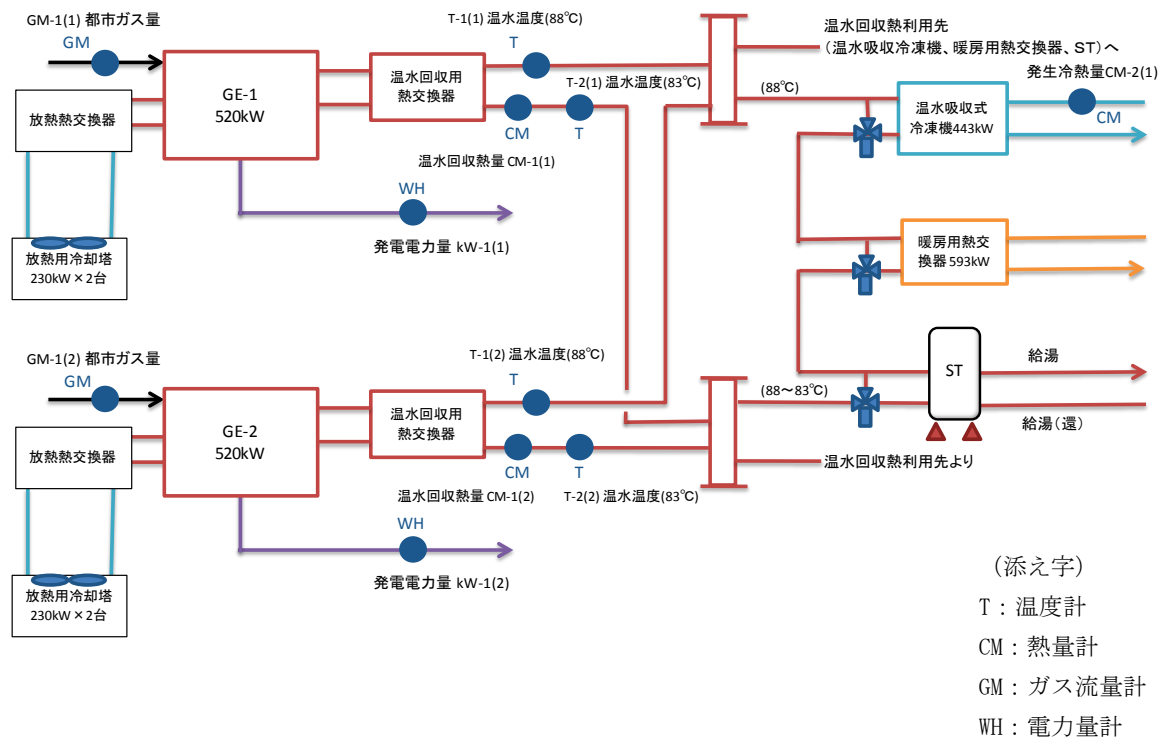 GM-1(1) 都市ガス量
GM
T-1(1) 温水温度(88℃)
T
温水回収熱利用先
(温水吸収冷凍機、暖房用熱交換器、ST)へ
GE-1
520kW
温水回収用
熱交換器
T-2(1) 温水温度(83℃)
(88℃)
発生冷熱量CM-2(1)
温水吸収式
冷凍機443kW
CM
放熱熱交換器
CM
T
温水回収熱量 CM-1(1)
WH
発電電力量 kW-1(1)
放熱用冷却塔
230kW×2台
暖房用熱交
換器593kW
GM-1(2) 都市ガス量
GM
T-1(2) 温水温度(88℃)
T
GE-2
520kW
温水回収用
熱交換器
(88～83℃)
ST
給湯
給湯(還)
放熱熱交換器
CM
T
温水回収熱利用先より
温水回収熱量 CM-1(2)
T-2(2) 温水温度(83℃)
WH
発電電力量 kW-1(2)
放熱用冷却塔
230kW×2台
(添え字)
T：温度計
CM：熱量計
GM：ガス流量計
WH：電力量計